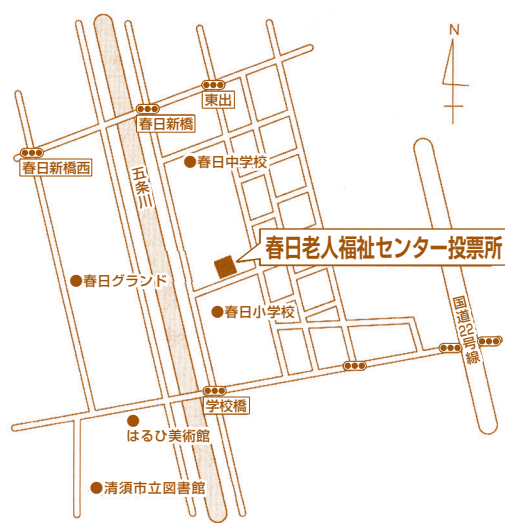 N
東出
春日新橋
春日新橋西
春日中学校
五条川
春日老人福祉センター投票所
春日グランド
春日小学校
国道22号線
学校橋
はるひ美術館
清須市立図書館